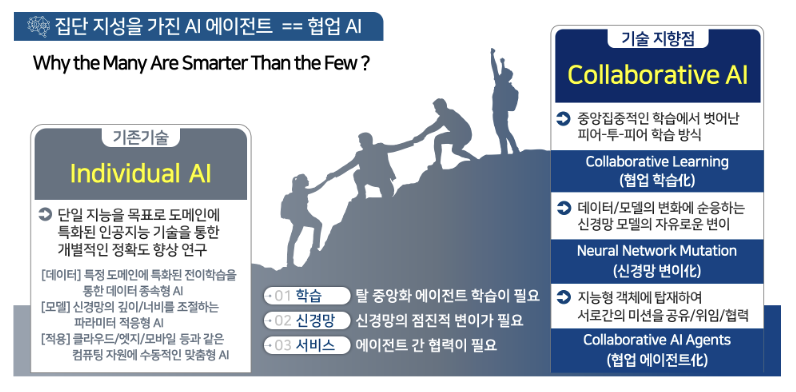 집단 지성을 가진 AI 에이전트 == 협업 AI
Why the Many Are Smarter Than the Few ?
기존기술
Individual AI
단일 지능을 목표로 도메인에
특화된 인공지능 기술을 통한
개별적인 정확도 향상 연구
[데이터] 특정 도메인에 특화된 전이학습을
통한 데이터 종속형 AI
[모델] 신경망의 깊이/너비를 조절하는
파라미터 적응형 AI
[적용] 클라우드/엣지/모바일 등과 같은
컴퓨팅 자원에 수동적인 맞춤형 AI
01 학습 탈 중앙화 에이전트 학습이 필요
02 신경망 신경망의 점진적 변이가 필요
03 서비스 에이전트 간 협력이 필요
기술 지향점
Collaborative AI
중앙집중적인 학습에서 벗어난
피어-투-피어 학습 방식
Collaborative Learning
(협업 학습化)
데이터/모델의 변화에 순응하는
신경망 모델의 자유로운 변이
Neural Network Mutation
(신경망 변이化)
지능형 객체에 탑재하여
서로간의 미션을 공유/위임/협력
Collaborative AI Agents
(협업 에이전트化)